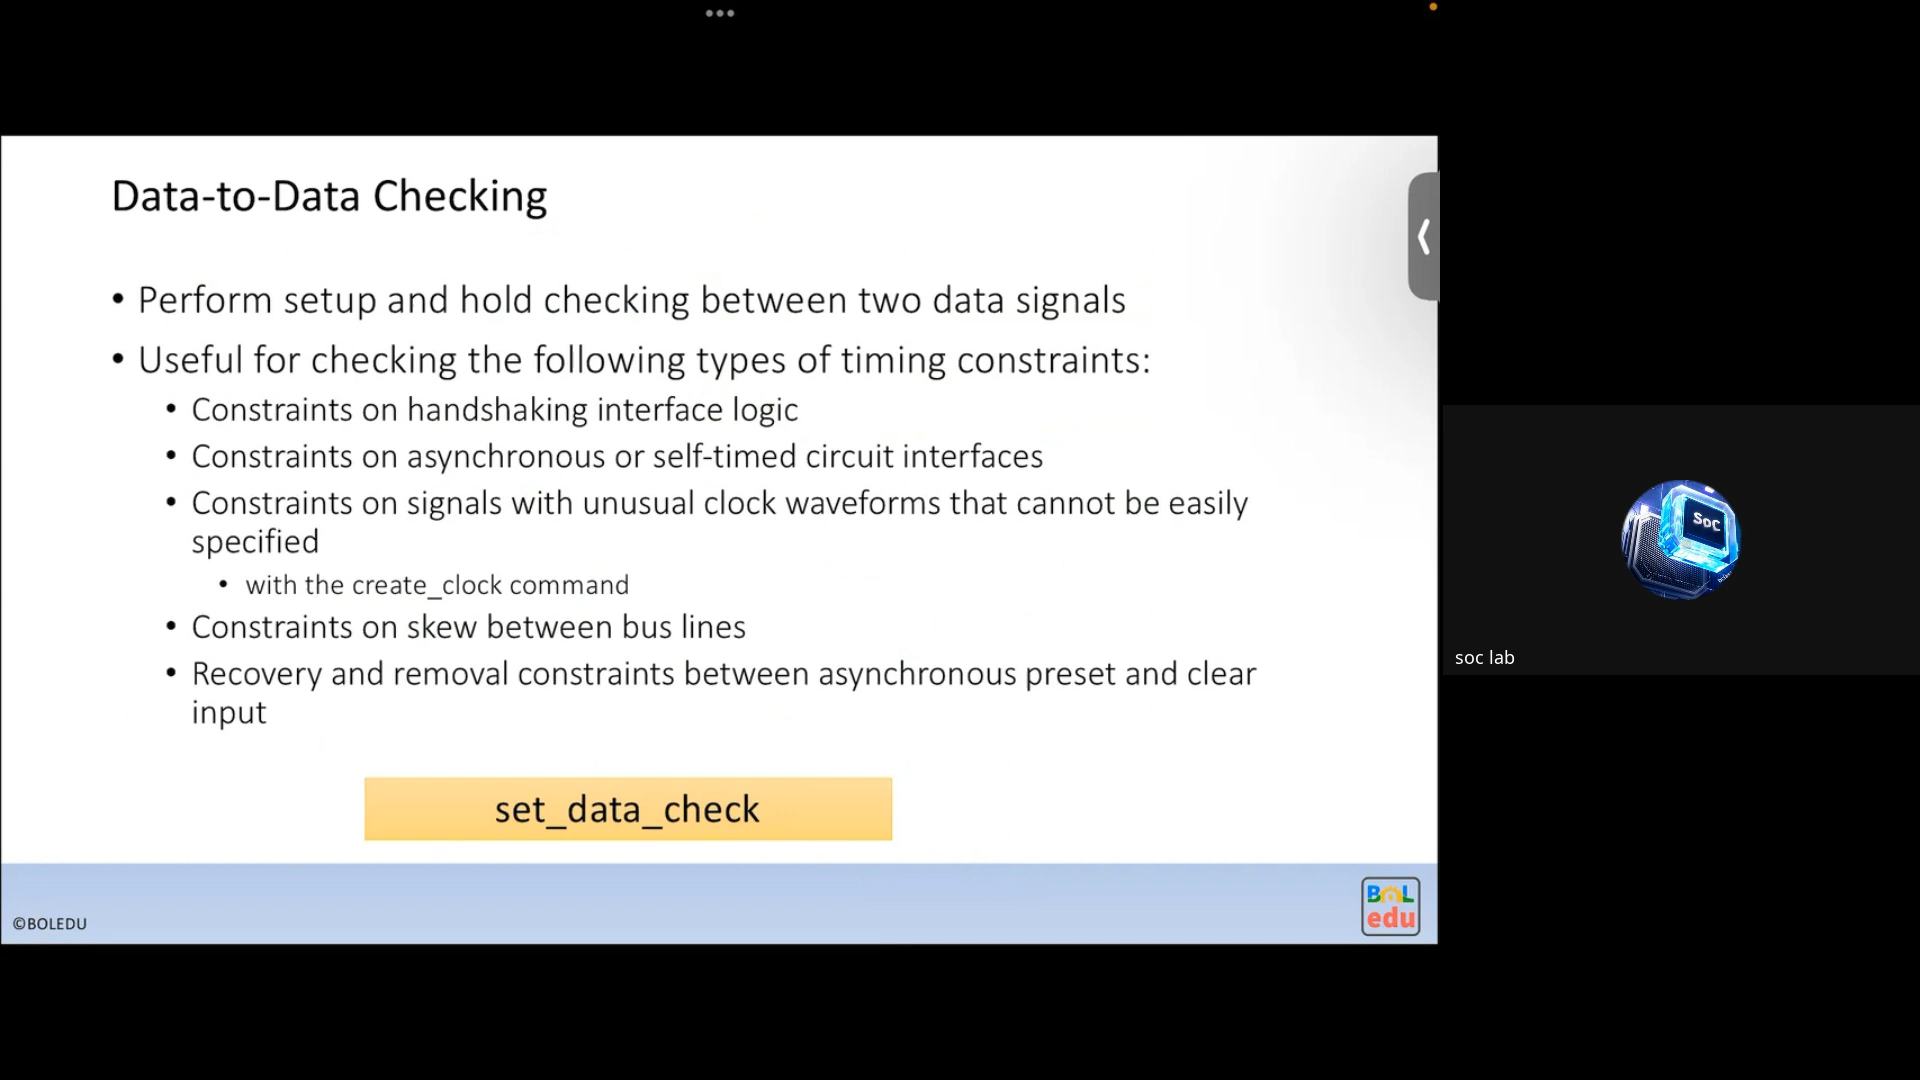 Data-to-Data Checking
• Perform setup and hold checking between two data signals
• Useful for checking the following types of timing constraints:
• Constraints on handshaking interface logic
• Constraints on asynchronous or self-timed circuit interfaces
• Constraints on signals with unusual clock waveforms that cannot be easily
specified
• with the create_clock command
• Constraints on skew between bus lines
• Recovery and removal constraints between asynchronous preset and clear
input
set_data_check
©BOLEDU
BOL
edu
SoC
soc lab